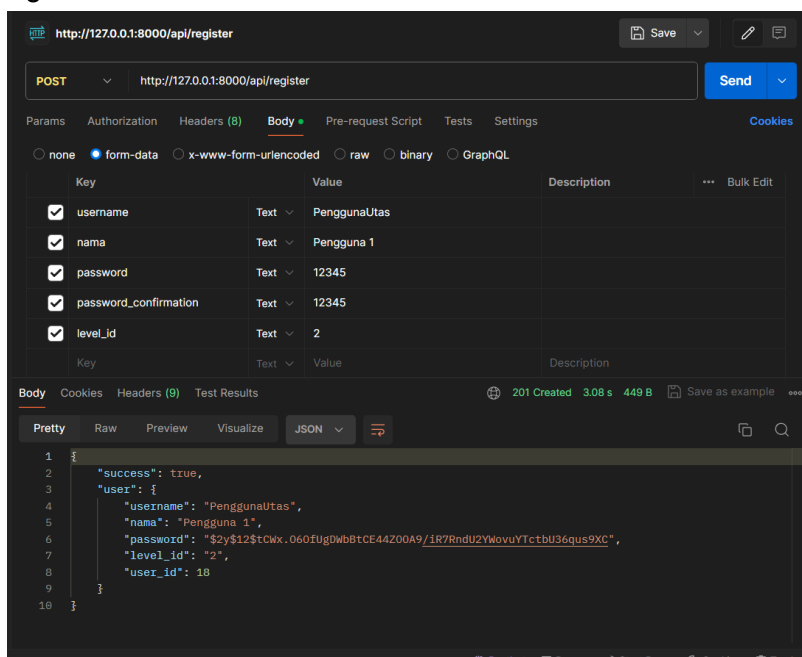 HTTP http://127.0.0.1:8000/api/register Save
POST http://127.0.0.1:8000/api/register Send
Params Authorization Headers (8) Body Pre-request Script Tests Settings Cookies
none form-data x-www-form-urlencoded raw binary GraphQL
Key Value Description ••• Bulk Edit
username Text PenggunaUtas
nama Text Pengguna 1
password Text 12345
password_confirmation Text 12345
level_id Text 2
Key Text Value Description
Body Cookies Headers (9) Test Results 201 Created 3.08 s 449 B Save as example
Pretty Raw Preview Visualize JSON
1 {
2 "success": true,
3 "user": {
4 "username": "PenggunaUtas",
5 "nama": "Pengguna 1",
6 "password": "$2y$12$tCWx.O6OfUgDWbBtCE44ZOOA9/iR7RndU2YWovuYTctbU36qus9XC",
7 "level_id": "2",
8 "user_id": 18
9 }
10 }